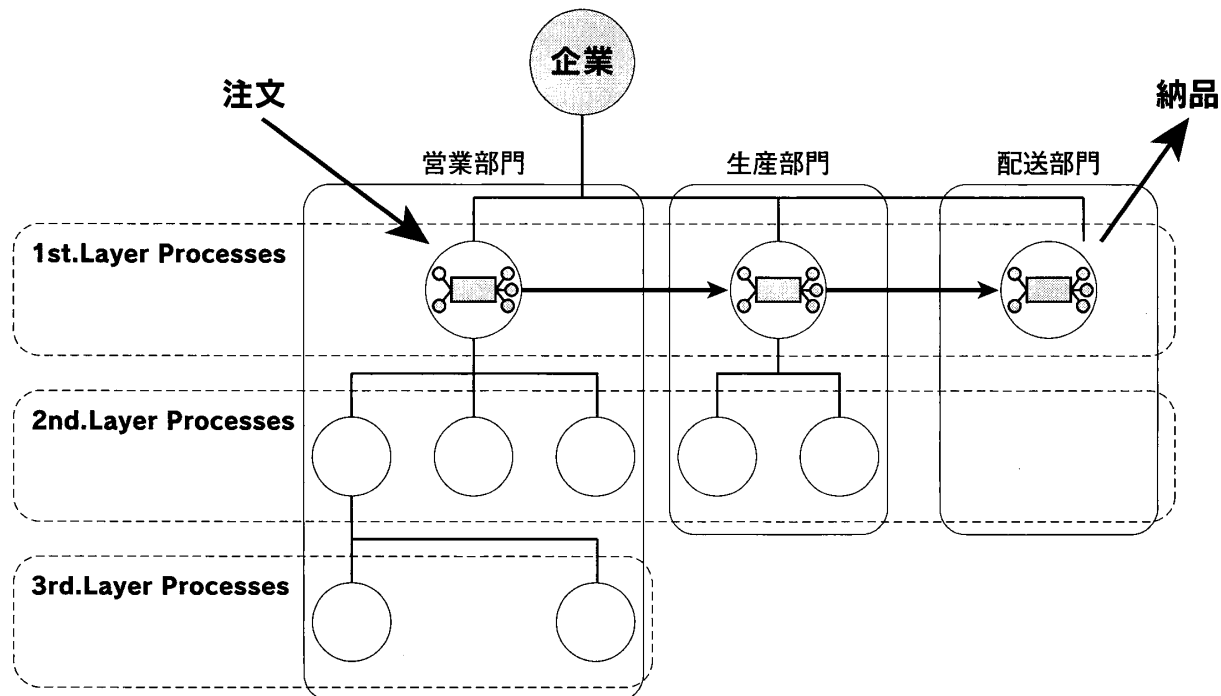 企業
注文
納品
営業部門
生産部門
配送部門
1st.Layer Processes
2nd.Layer Processes
3rd.Layer Processes